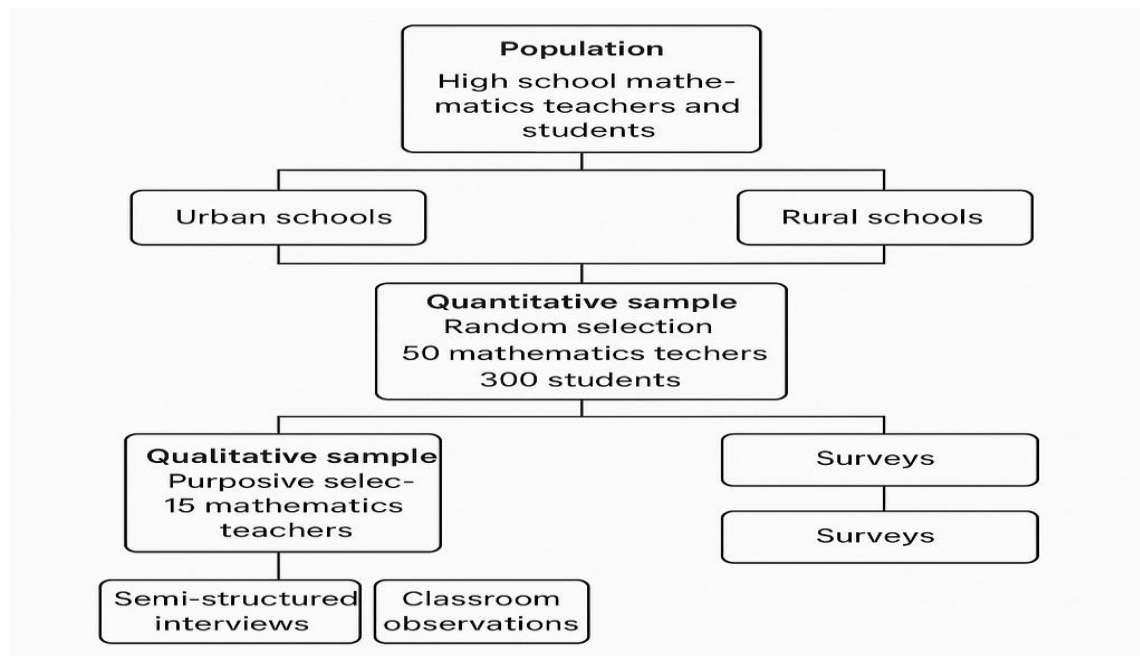 Population
High school mathe-
matics teachers and
students
Urban schools
Rural schools
Quantitative sample
Random selection
50 mathematics techers
300 students
Qualitative sample
Purposive selec-
15 mathematics
teachers
Surveys
Surveys
Semi-structured
interviews
Classroom
observations